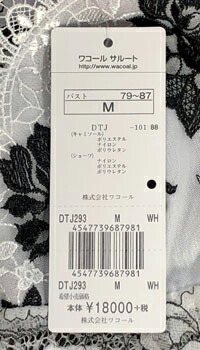 ワコール サルート
http://www.wacoal.jp/
バスト 79~87
M
DTJ -101 BB
(キャミソール)
ポリエステル
ナイロン
ポリウレタン
(ショーツ)
ナイロン
ポリエステル
ポリウレタン
株式会社ワコール
DTJ293 M WH
4547739687981
4547739687981
DTJ293 M WH
希望小売価格
本体 ¥18000+税
株式会社ワコール